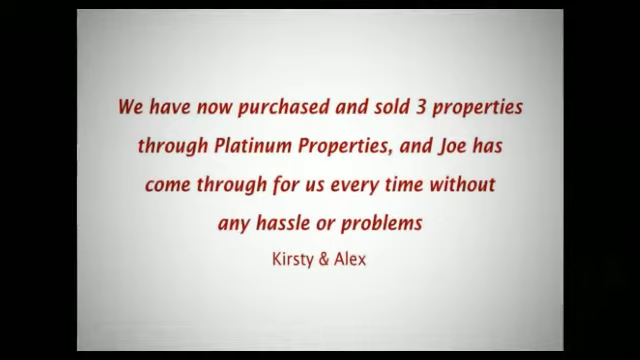 We have now purchased and sold 3 properties
through Platinum Properties, and Joe has
come through for us every time without
any hassle or problems
Kirsty & Alex